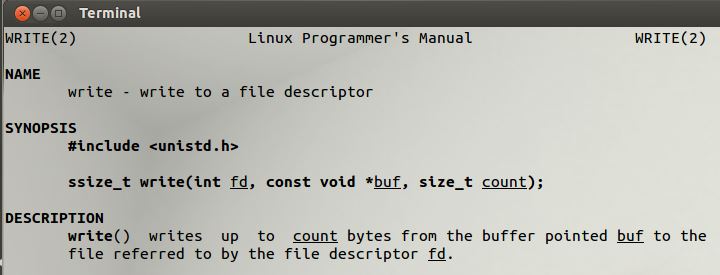 Terminal
WRITE(2) Linux Programmer's Manual WRITE(2)
NAME
write - write to a file descriptor
SYNOPSIS
#include <unistd.h>
ssize_t write(int fd, const void *buf, size_t count);
DESCRIPTION
write() writes up to count bytes from the buffer pointed buf to the
file referred to by the file descriptor fd.